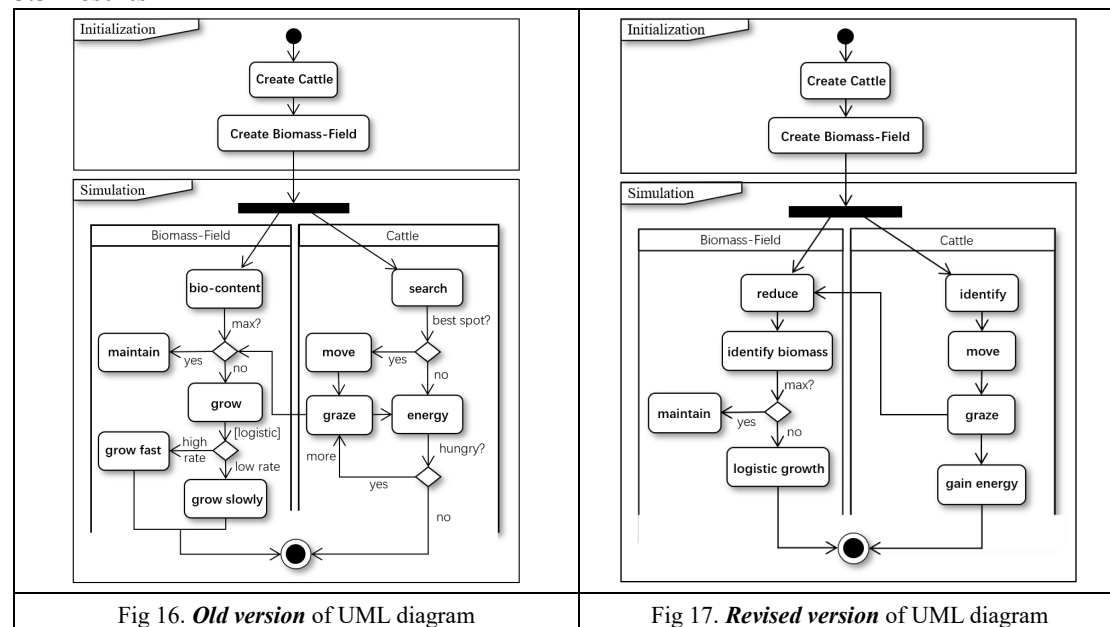 Initialization
Create Cattle
Create Biomass-Field
Simulation
Biomass-Field
Cattle
bio-content
search
max?
best spot?
maintain
yes
move
yes
no
no
grow
graze
energy
[logistic]
grow fast
high
rate
more
hungry?
low rate
yes
grow slowly
no
Fig 16. Old version of UML diagram
Initialization
Create Cattle
Create Biomass-Field
Simulation
Biomass-Field
Cattle
reduce
identify
identify biomass
move
max?
maintain
yes
graze
no
logistic growth
gain energy
Fig 17. Revised version of UML diagram